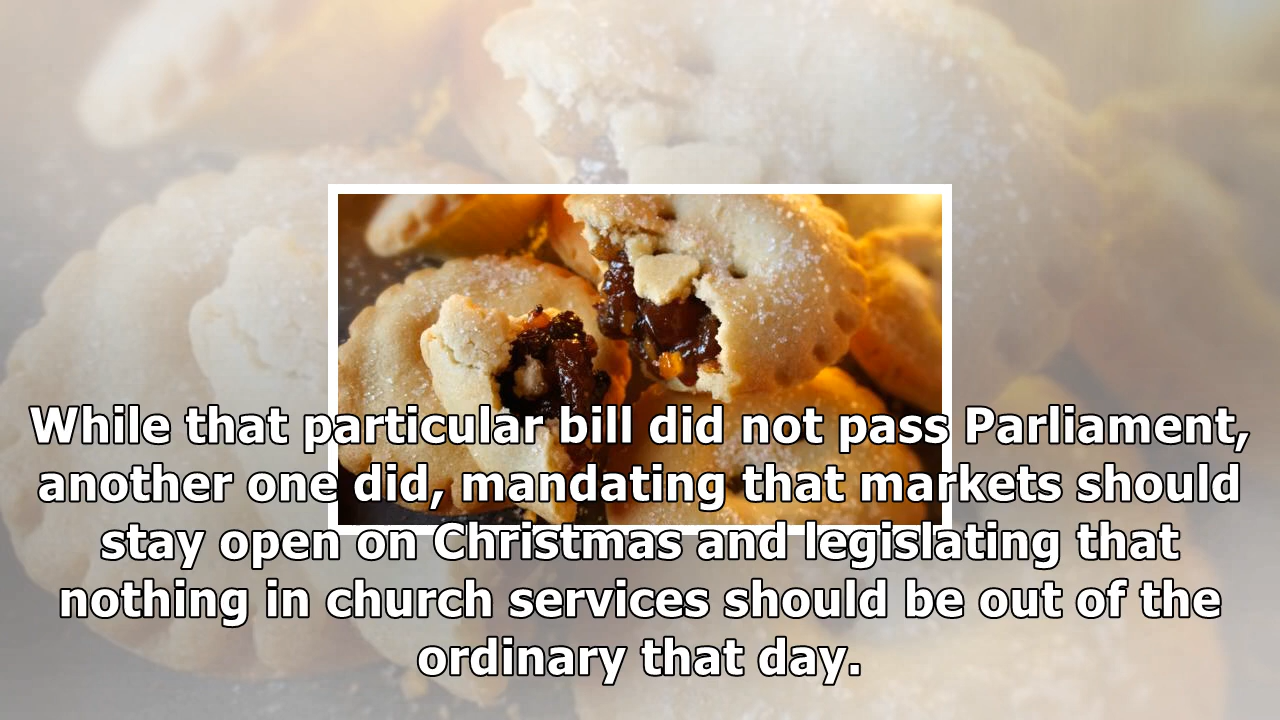 While that particular bill did not pass Parliament,
another one did, mandating that markets should
stay open on Christmas and legislating that
nothing in church services should be out of the
ordinary that day.